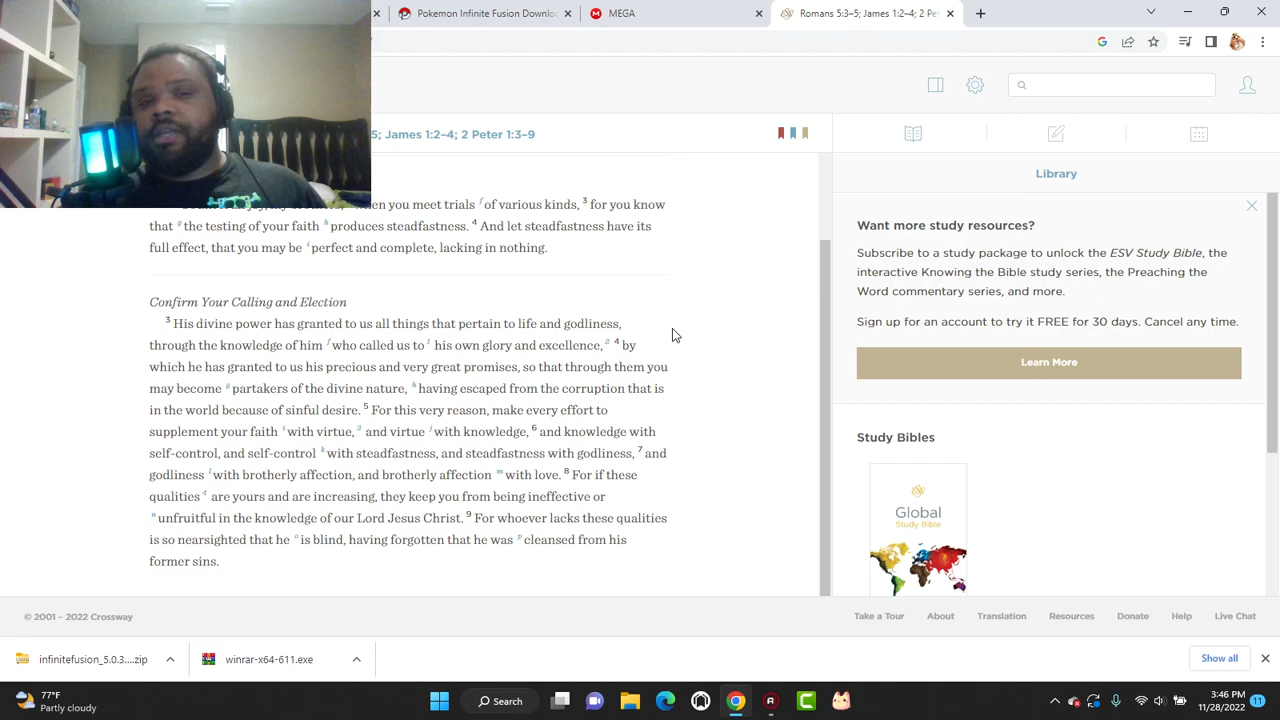 Pokemon Infinite Fusion Downlo
MEGA
Romans 5:3–5; James 1:2–4; 2 Pet
5; James 1:2–4; 2 Peter 1:3–9
Library
when you meet trials f of various kinds, 3 for you know
that g the testing of your faith h produces steadfastness. 4 And let steadfastness have its
full effect, that you may be i perfect and complete, lacking in nothing.
Confirm Your Calling and Election
3 His divine power has granted to us all things that pertain to life and godliness,
through the knowledge of him f who called us to 1 his own glory and excellence, 2 4 by
which he has granted to us his precious and very great promises, so that through them you
may become g partakers of the divine nature, h having escaped from the corruption that is
in the world because of sinful desire. 5 For this very reason, make every effort to
supplement your faith i with virtue, 3 and virtue j with knowledge, 6 and knowledge with
self-control, and self-control k with steadfastness, and steadfastness with godliness, 7 and
godliness l with brotherly affection, and brotherly affection m with love. 8 For if these
qualities 4 are yours and are increasing, they keep you from being ineffective or
n unfruitful in the knowledge of our Lord Jesus Christ. 9 For whoever lacks these qualities
is so nearsighted that he o is blind, having forgotten that he was p cleansed from his
former sins.
Want more study resources?
Subscribe to a study package to unlock the ESV Study Bible, the
interactive Knowing the Bible study series, the Preaching the
Word commentary series, and more.
Sign up for an account to try it FREE for 30 days. Cancel any time.
Learn More
Study Bibles
ESV
Global
Study Bible
© 2001 – 2022 Crossway
Take a Tour About Translation Resources Donate Help Live Chat
infinitefusion_5.0.3....zip
winrar-x64-611.exe
Show all
77°F
Partly cloudy
Search
3:46 PM
11/28/2022
11